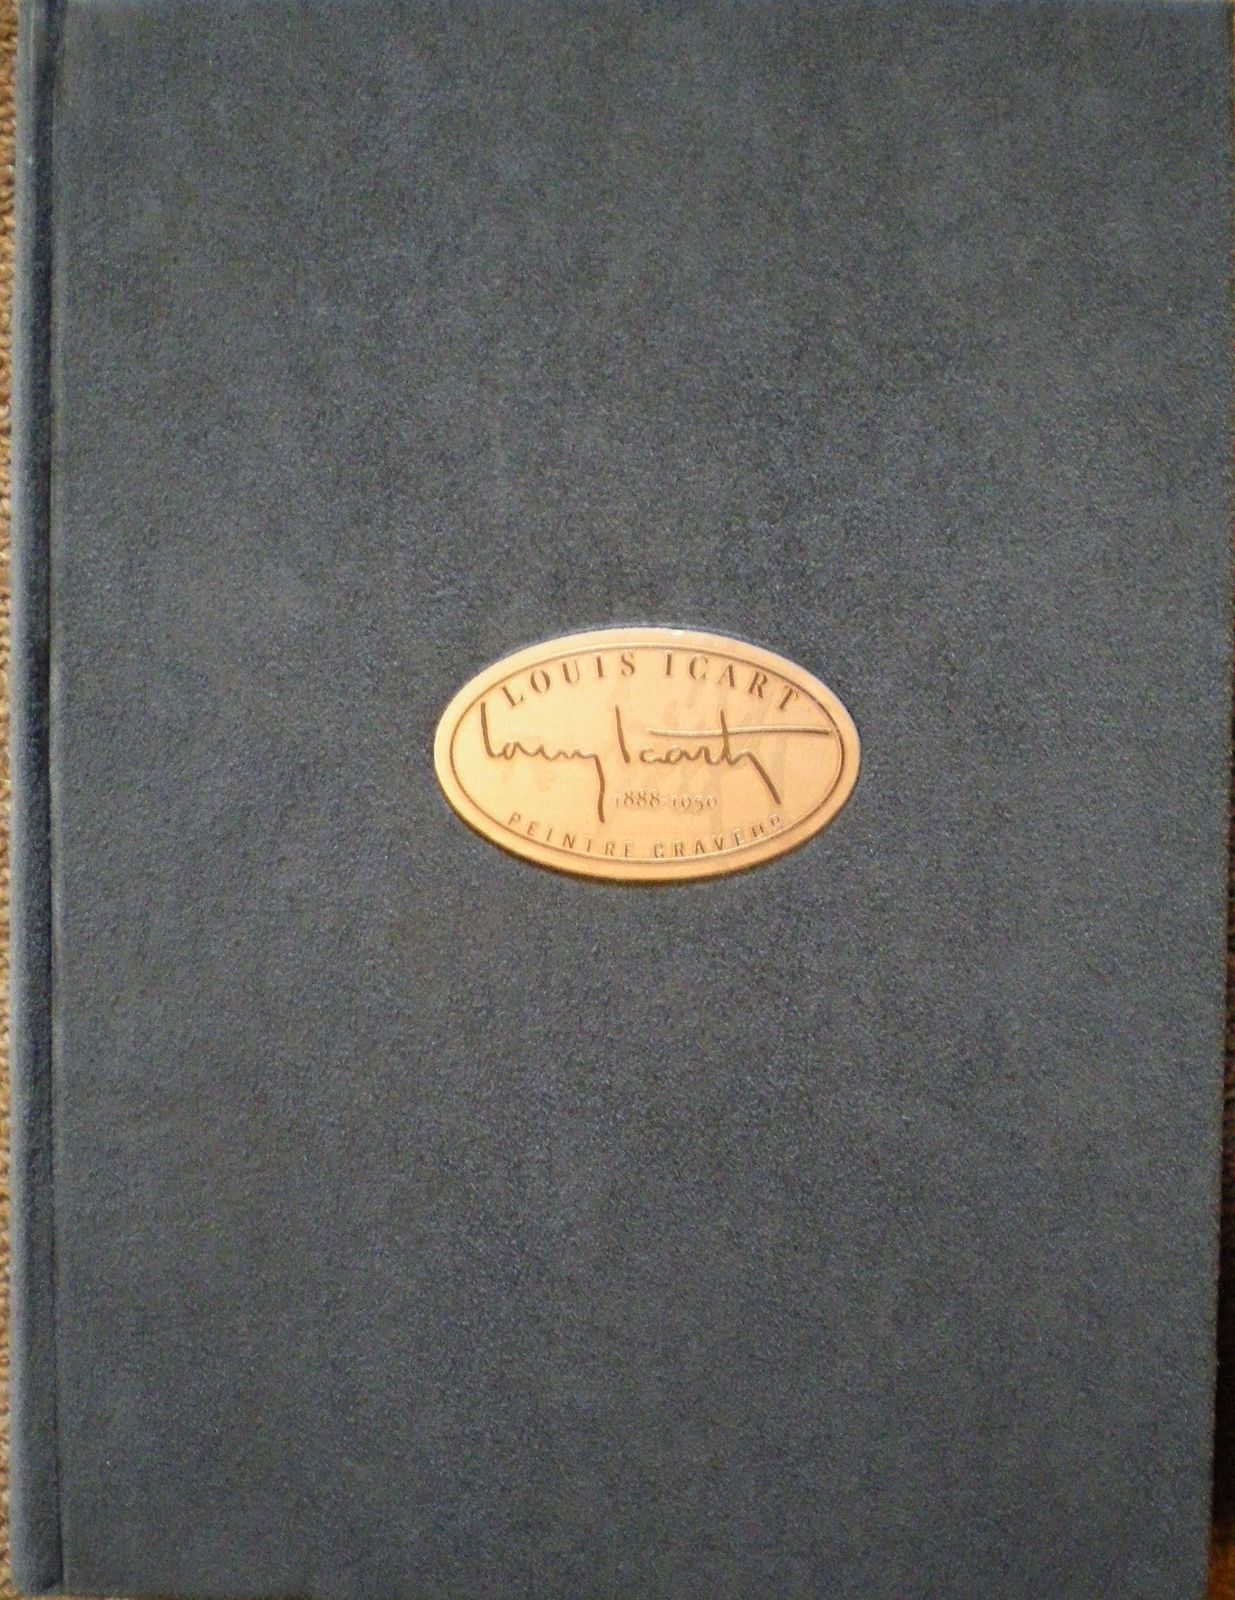 LOUIS ICART
Louis Icart
1888-1950
PEINTRE GRAVEUR